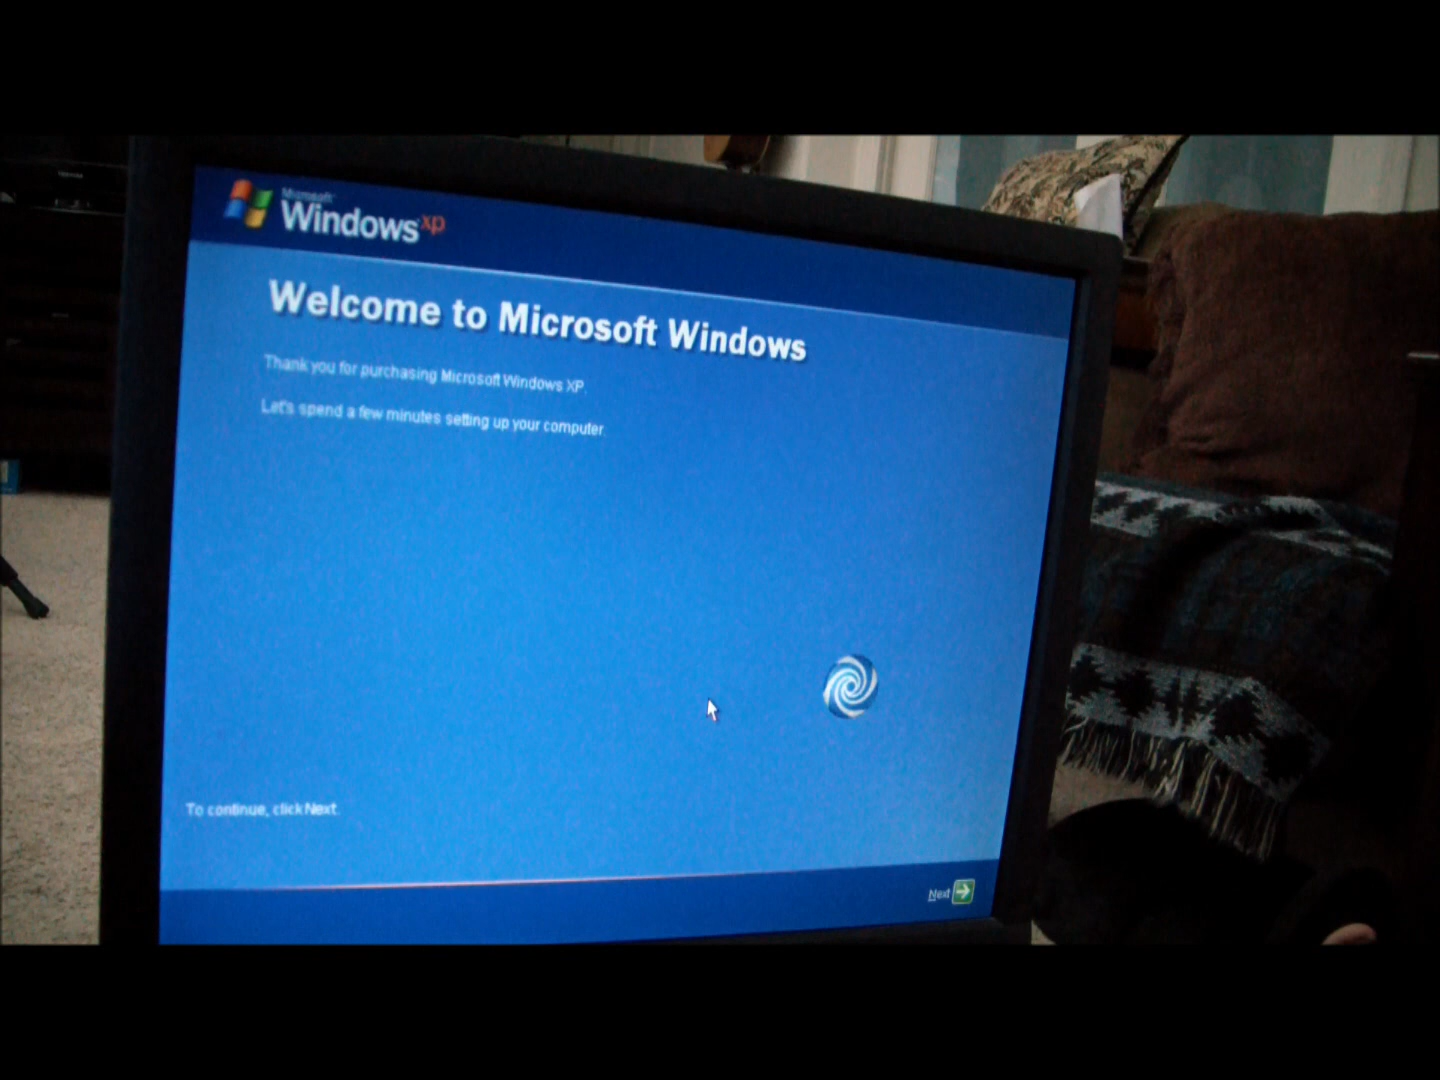 Microsoft
Windows xp
Welcome to Microsoft Windows
Thank you for purchasing Microsoft Windows XP.
Let's spend a few minutes setting up your computer.
To continue, click Next.
Next